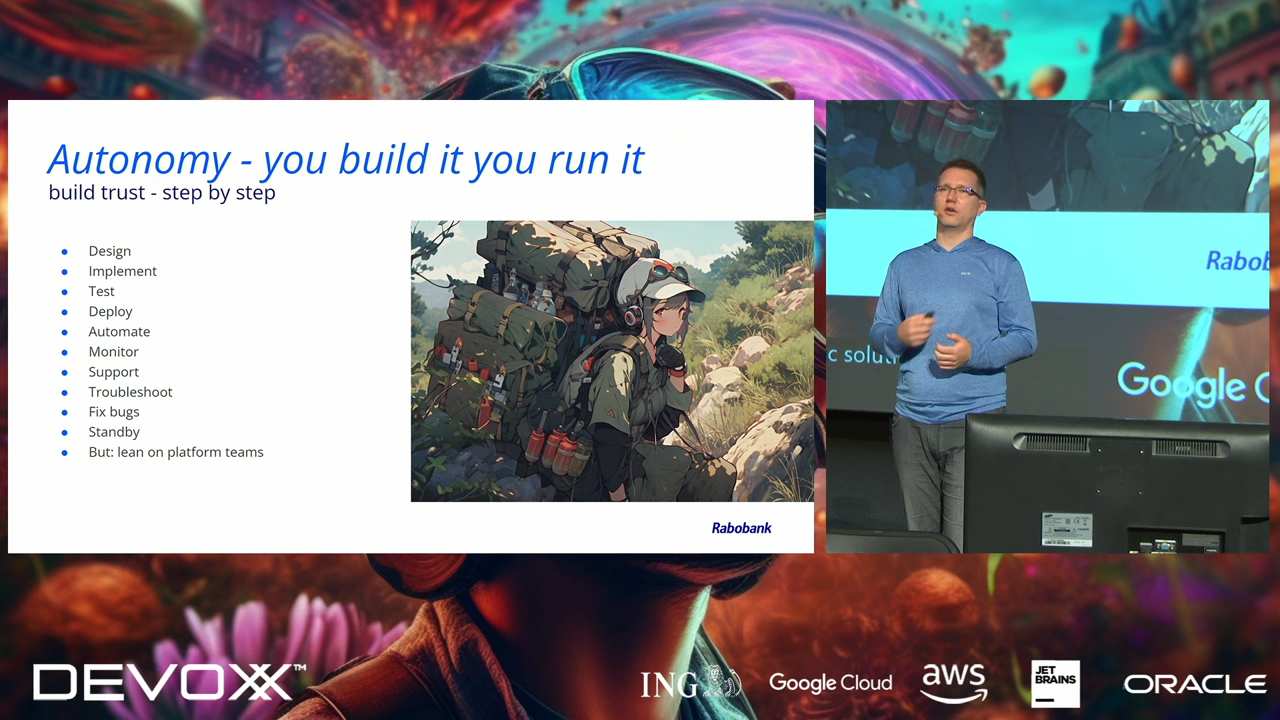 Autonomy - you build it you run it
build trust - step by step
● Design
● Implement
● Test
● Deploy
● Automate
● Monitor
● Support
● Troubleshoot
● Fix bugs
● Standby
● But: lean on platform teams
Rabobank
Rabob
c solut
Google C
DEVOXX™
ING
Google Cloud
aws
JET
BRAINS
ORACLE